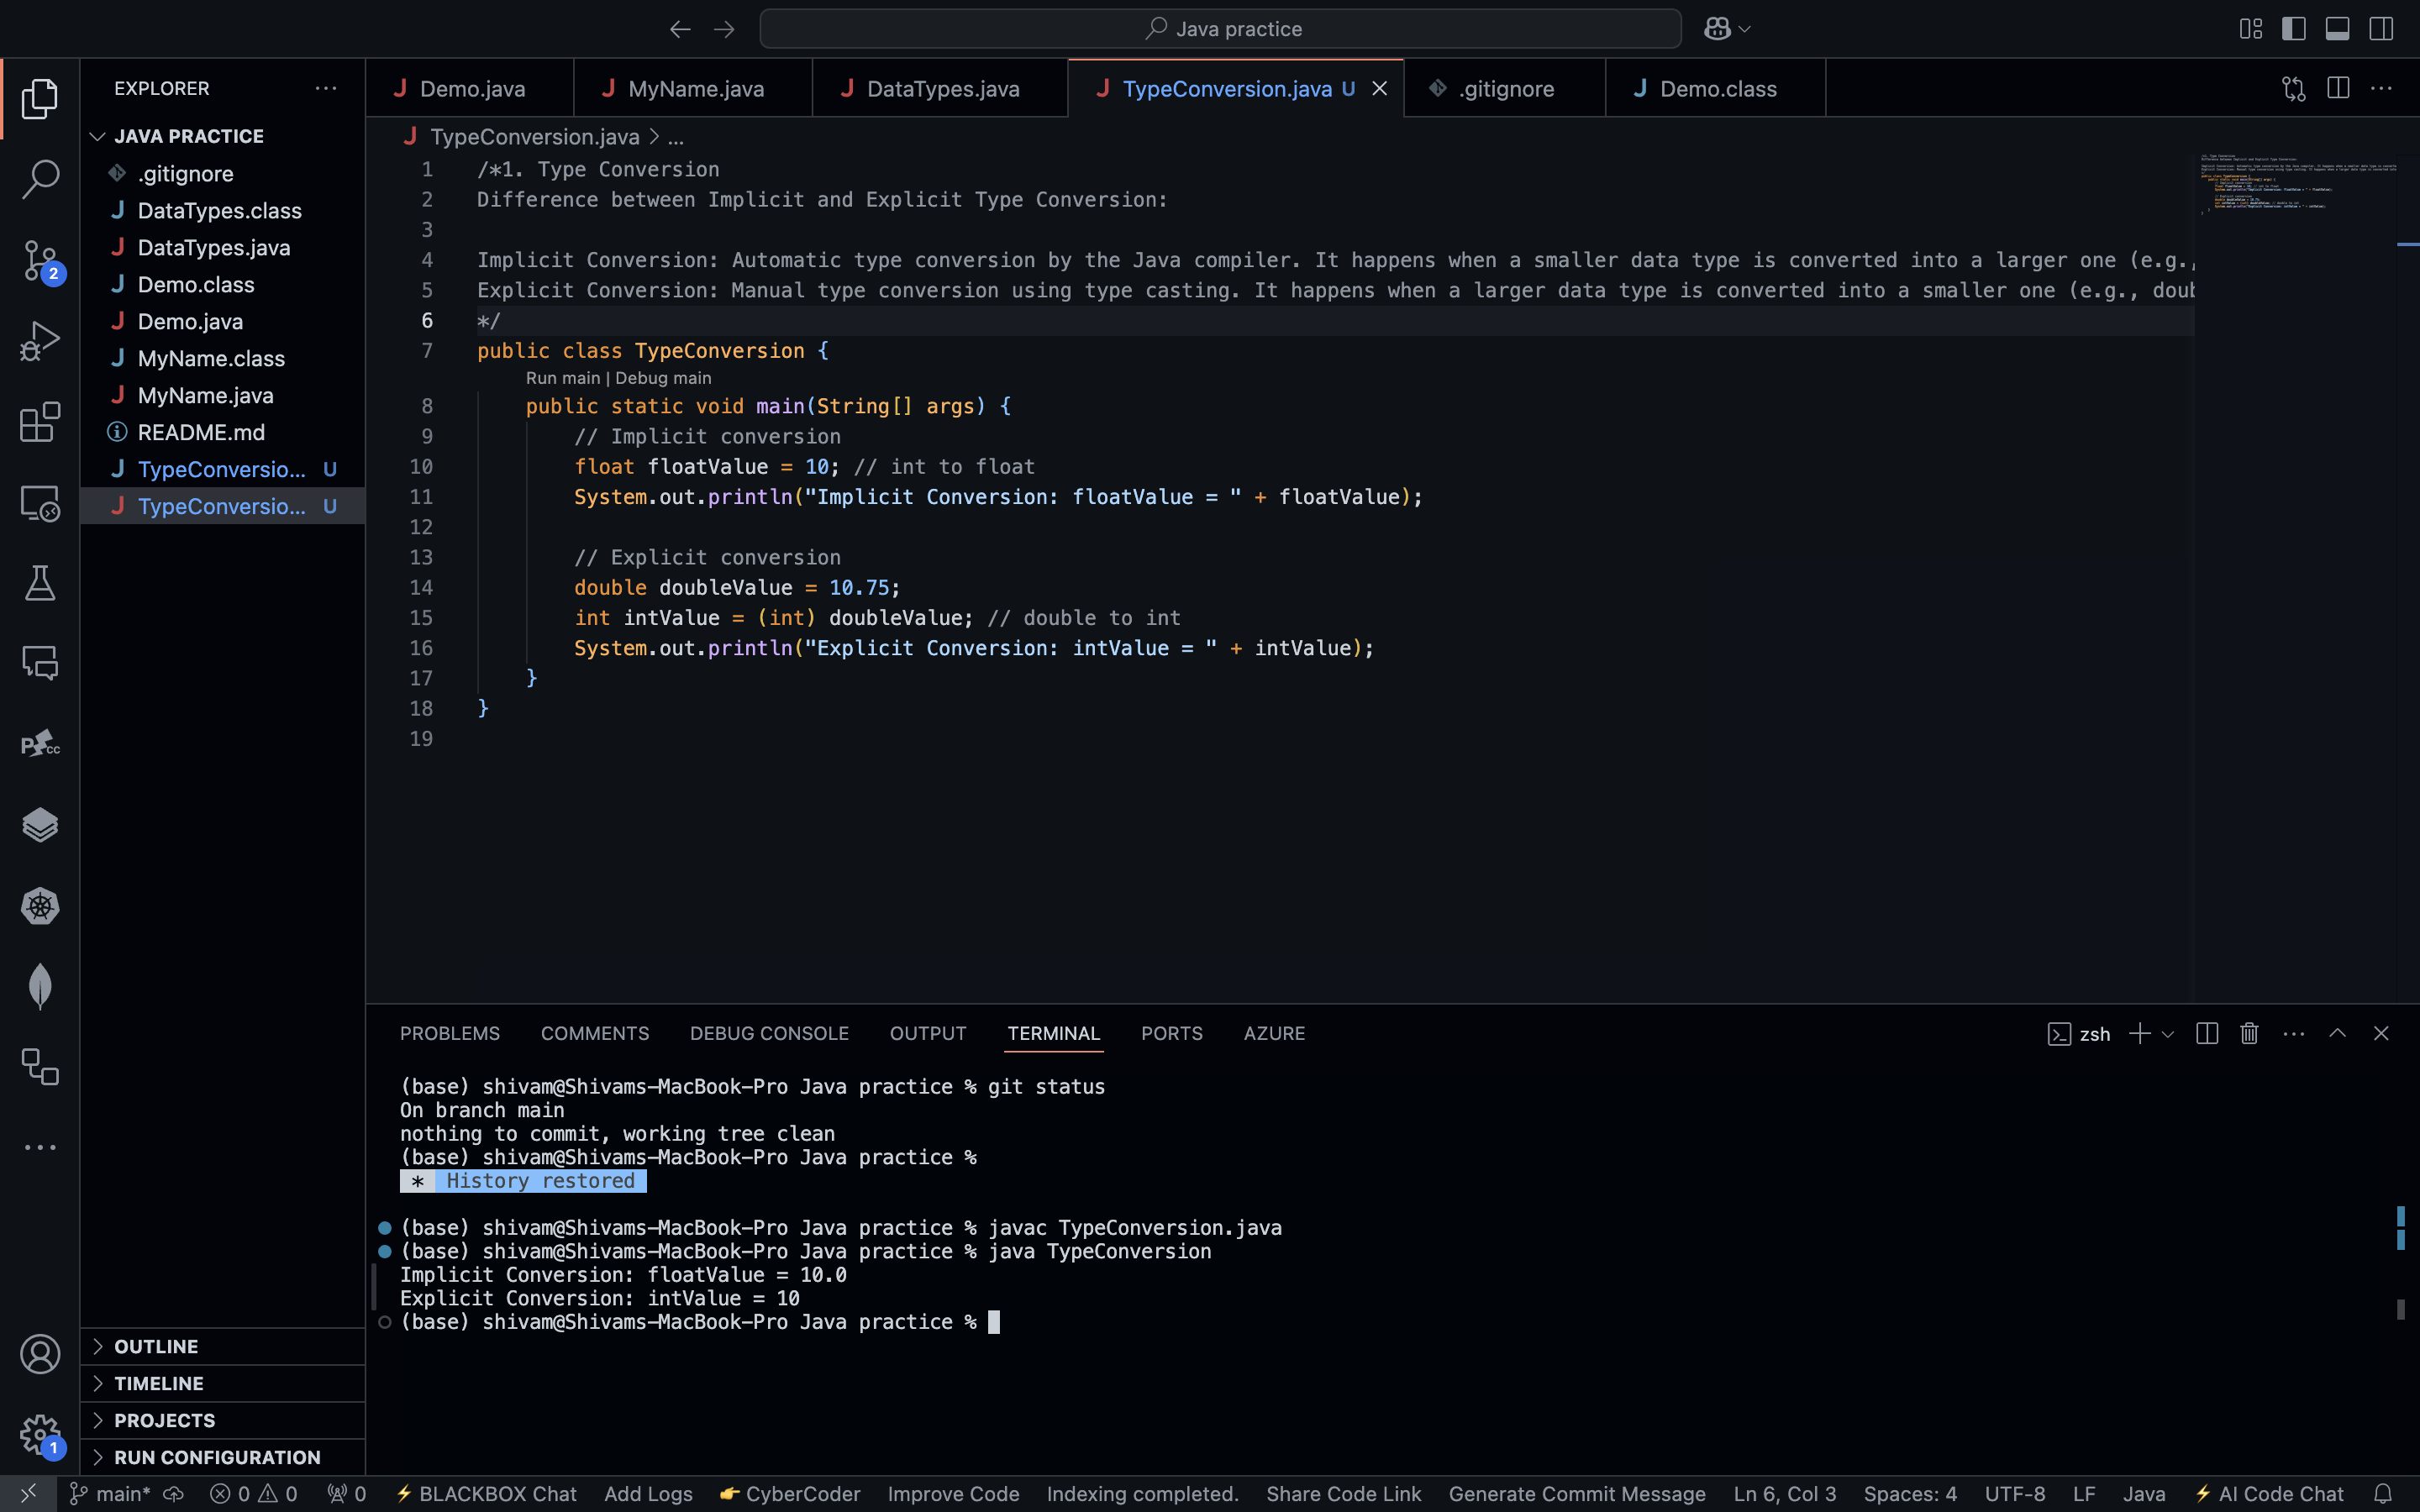 Java practice
EXPLORER
JAVA PRACTICE
.gitignore
DataTypes.class
DataTypes.java
Demo.class
Demo.java
MyName.class
MyName.java
README.md
TypeConversio... U
TypeConversio... U
OUTLINE
TIMELINE
PROJECTS
RUN CONFIGURATION
2
1
Demo.java
MyName.java
DataTypes.java
TypeConversion.java U
.gitignore
Demo.class
TypeConversion.java > ...
1 /*1. Type Conversion
2 Difference between Implicit and Explicit Type Conversion:
3
4 Implicit Conversion: Automatic type conversion by the Java compiler. It happens when a smaller data type is converted into a larger one (e.g.,
5 Explicit Conversion: Manual type conversion using type casting. It happens when a larger data type is converted into a smaller one (e.g., doub
6 */
7 public class TypeConversion {
Run main | Debug main
8 public static void main(String[] args) {
9 // Implicit conversion
10 float floatValue = 10; // int to float
11 System.out.println("Implicit Conversion: floatValue = " + floatValue);
12
13 // Explicit conversion
14 double doubleValue = 10.75;
15 int intValue = (int) doubleValue; // double to int
16 System.out.println("Explicit Conversion: intValue = " + intValue);
17 }
18 }
19
PROBLEMS COMMENTS DEBUG CONSOLE OUTPUT TERMINAL PORTS AZURE
zsh
(base) shivam@Shivams-MacBook-Pro Java practice % git status
On branch main
nothing to commit, working tree clean
(base) shivam@Shivams-MacBook-Pro Java practice %
* History restored
(base) shivam@Shivams-MacBook-Pro Java practice % javac TypeConversion.java
(base) shivam@Shivams-MacBook-Pro Java practice % java TypeConversion
Implicit Conversion: floatValue = 10.0
Explicit Conversion: intValue = 10
(base) shivam@Shivams-MacBook-Pro Java practice %
main* 0 0 0 BLACKBOX Chat Add Logs CyberCoder Improve Code Indexing completed. Share Code Link Generate Commit Message Ln 6, Col 3 Spaces: 4 UTF-8 LF Java AI Code Chat